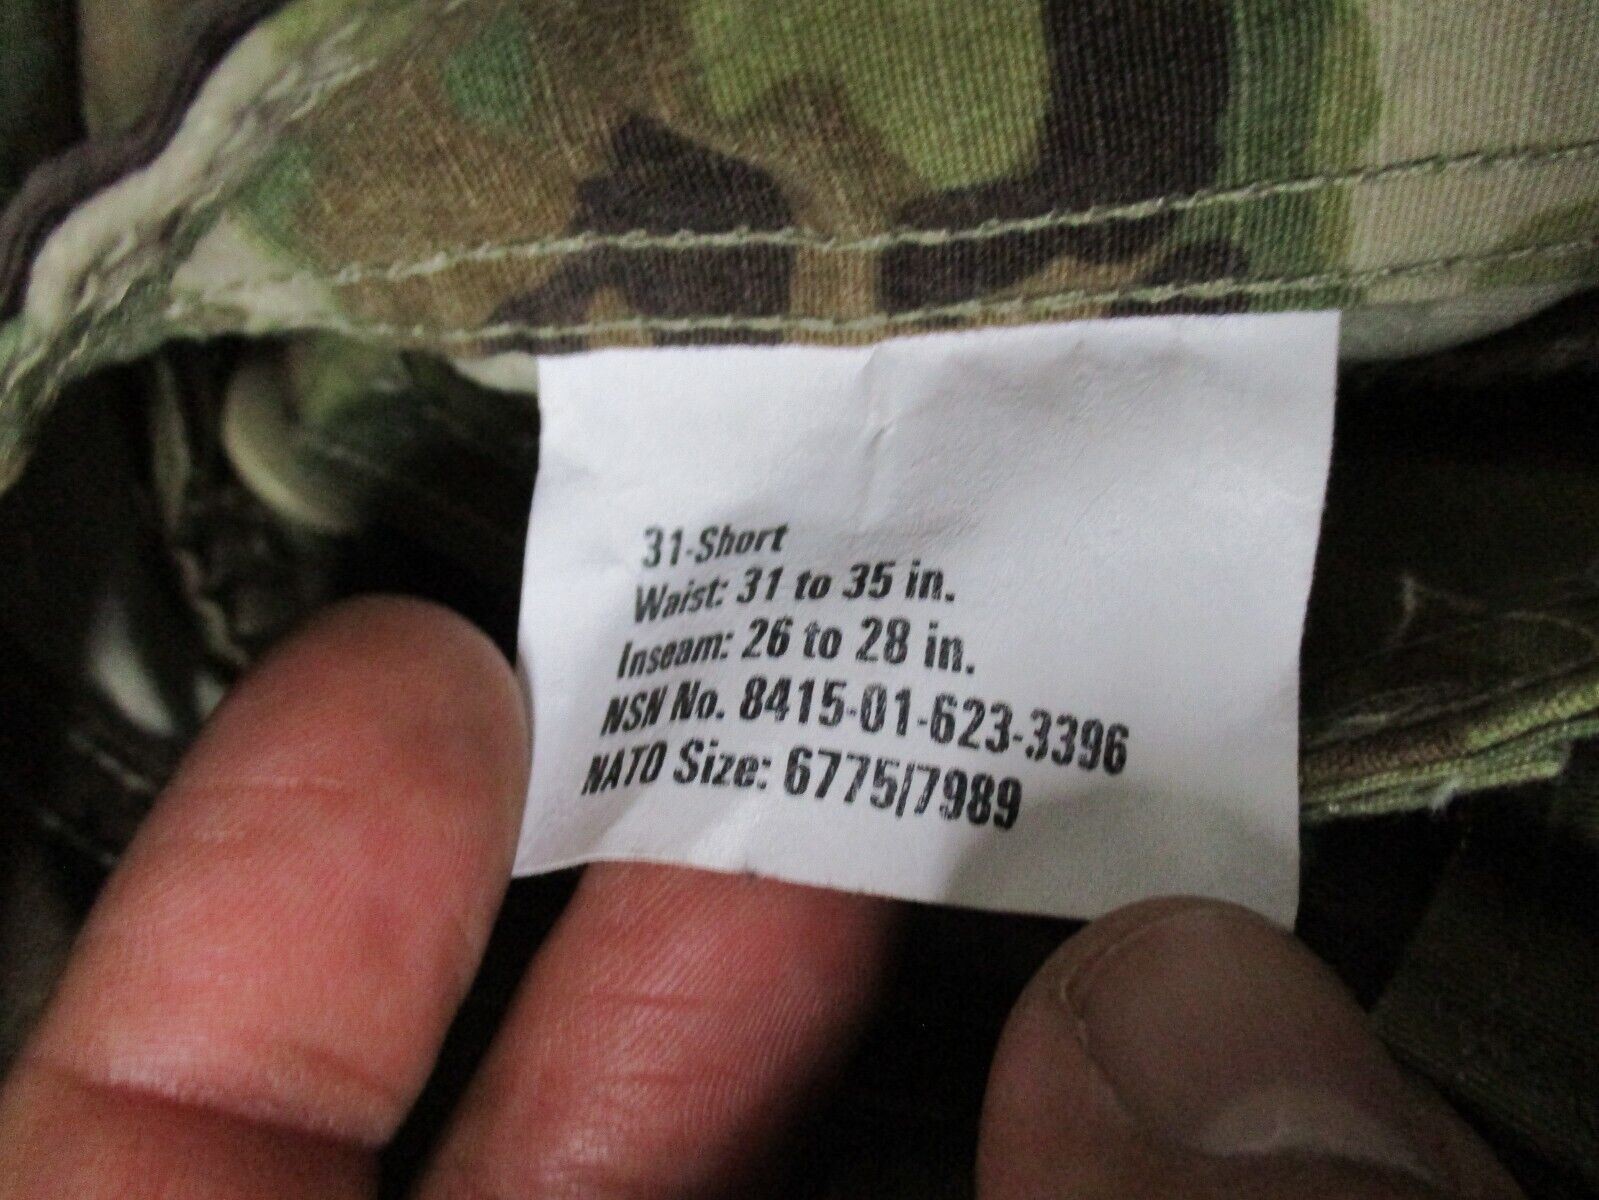 31-Short
Waist: 31 to 35 in.
Inseam: 26 to 28 in.
NSN No. 8415-01-623-3396
NATO Size: 6775/7989